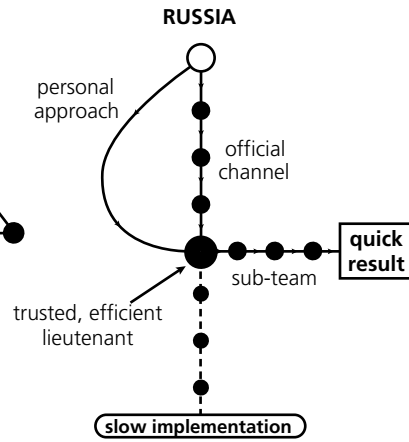 RUSSIA
personal
approach
official
channel
quick
result
sub-team
trusted, efficient
lieutenant
slow implementation